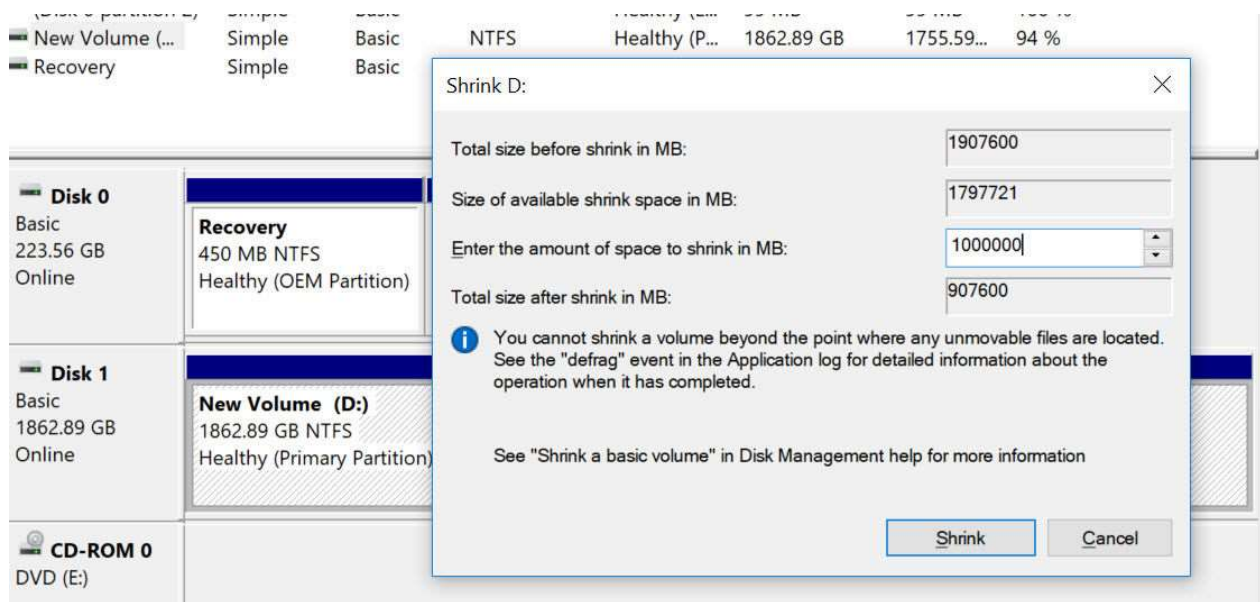 New Volume (... Simple Basic NTFS Healthy (P... 1862.89 GB 1755.59... 94 %
Recovery Simple Basic
Shrink D:
Total size before shrink in MB: 1907600
Size of available shrink space in MB: 1797721
Enter the amount of space to shrink in MB: 1000000
Total size after shrink in MB: 907600
You cannot shrink a volume beyond the point where any unmovable files are located.
See the "defrag" event in the Application log for detailed information about the
operation when it has completed.
See "Shrink a basic volume" in Disk Management help for more information
Shrink Cancel
Disk 0
Basic
223.56 GB
Online
Recovery
450 MB NTFS
Healthy (OEM Partition)
Disk 1
Basic
1862.89 GB
Online
New Volume (D:)
1862.89 GB NTFS
Healthy (Primary Partition)
CD-ROM 0
DVD (E:)